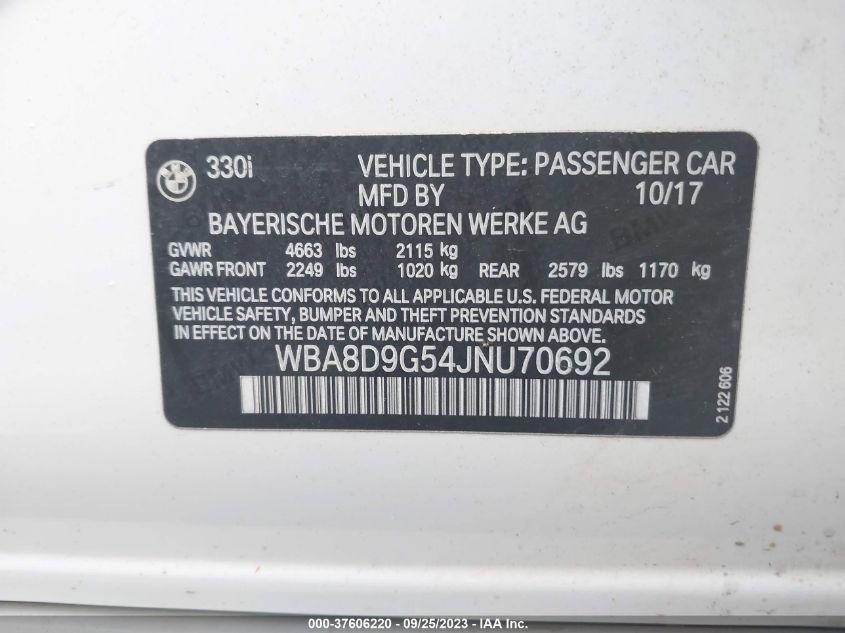 330i VEHICLE TYPE: PASSENGER CAR
MFD BY 10/17
BAYERISCHE MOTOREN WERKE AG
GVWR 4663 lbs 2115 kg
GAWR FRONT 2249 lbs 1020 kg REAR 2579 lbs 1170 kg
THIS VEHICLE CONFORMS TO ALL APPLICABLE U.S. FEDERAL MOTOR
VEHICLE SAFETY, BUMPER AND THEFT PREVENTION STANDARDS
IN EFFECT ON THE DATE OF MANUFACTURE SHOWN ABOVE.
WBA8D9G54JNU70692
2 122 606
000-37606220 - 09/25/2023 - IAA Inc.